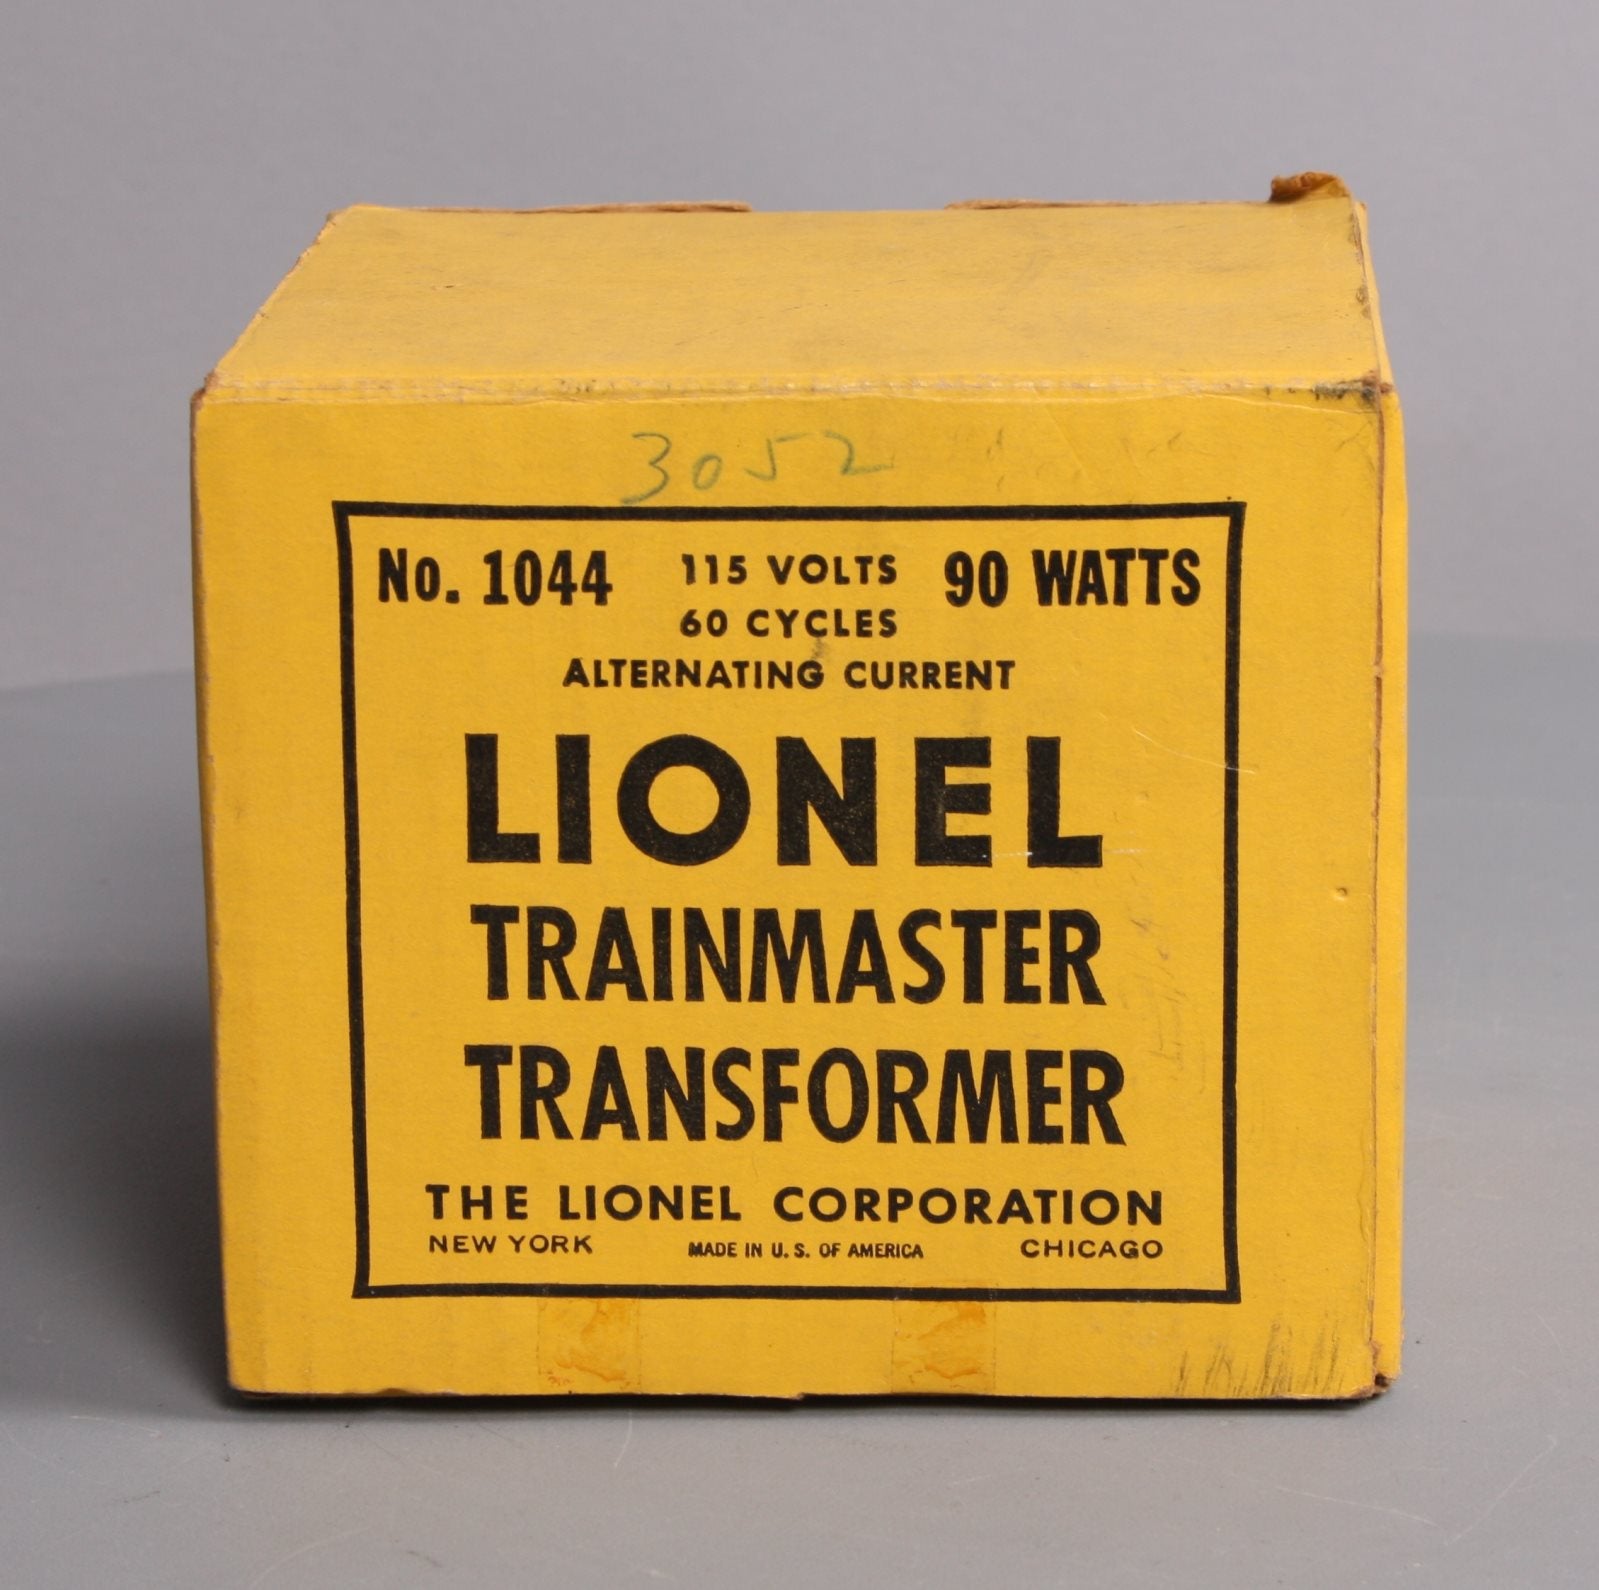 3052
No. 1044 115 VOLTS 90 WATTS
60 CYCLES
ALTERNATING CURRENT
LIONEL
TRAINMASTER
TRANSFORMER
THE LIONEL CORPORATION
NEW YORK MADE IN U. S. OF AMERICA CHICAGO